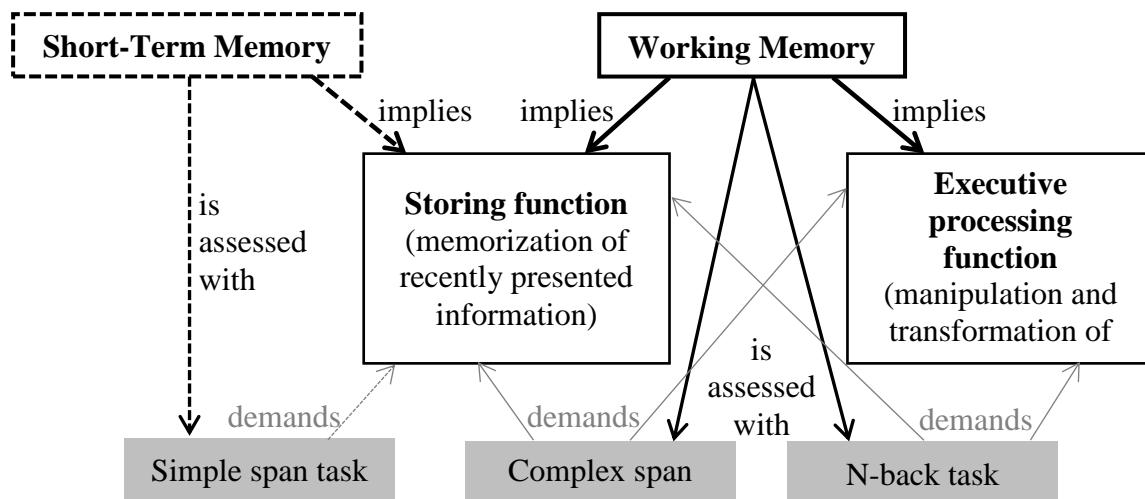 Short-Term Memory
Working Memory
implies
implies
implies
Storing function
(memorization of
recently presented
information)
Executive
processing
function
(manipulation and
transformation of
is
assessed
with
is
assessed
with
demands
demands
demands
Simple span task
Complex span
N-back task